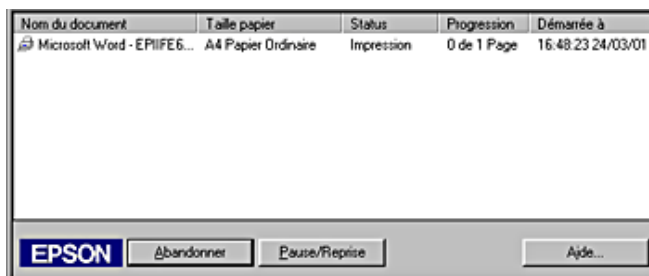 Nom du document Taille papier Status Progression Démarrée à
Microsoft Word - EPIIFE6... A4 Papier Ordinaire Impression 0 de 1 Page 16:48:23 24/03/01
EPSON Abandonner Pause/Reprise Aide...